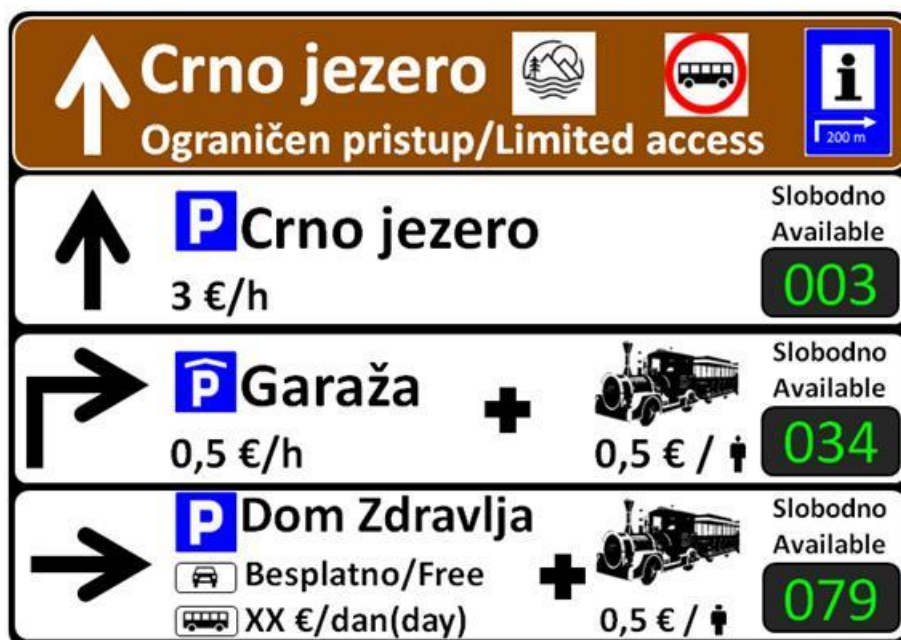 Crno jezero
Ograničen pristup/Limited access
i
200 m
P Crno jezero
3 €/h
Slobodno
Available
003
P Garaža
0,5 €/h
+
0,5 € /
Slobodno
Available
034
P Dom Zdravlja
Besplatno/Free
XX €/dan(day)
+
0,5 € /
Slobodno
Available
079